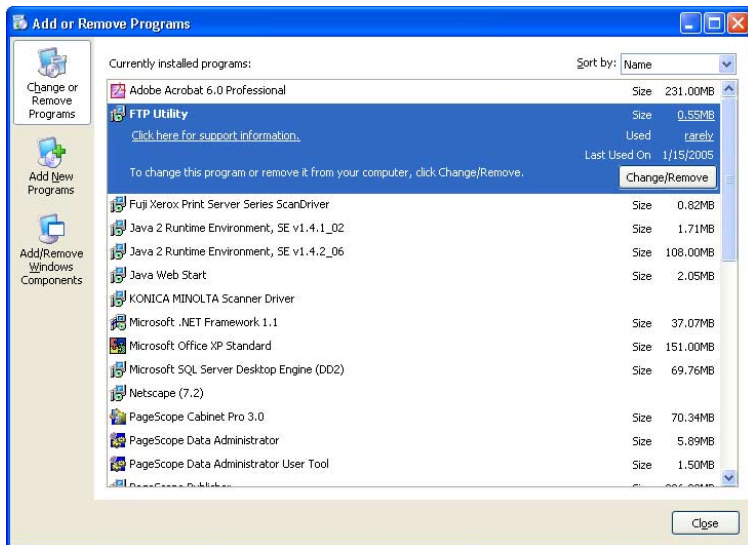 Add or Remove Programs
Change or
Remove
Programs
Add New
Programs
Add/Remove
Windows
Components
Currently installed programs:
Sort by: Name
Adobe Acrobat 6.0 Professional Size 231.00MB
FTP Utility Size 0.55MB
Click here for support information. Used rarely
Last Used On 1/15/2005
To change this program or remove it from your computer, click Change/Remove. Change/Remove
Fuji Xerox Print Server Series ScanDriver Size 0.82MB
Java 2 Runtime Environment, SE v1.4.1_02 Size 1.71MB
Java 2 Runtime Environment, SE v1.4.2_06 Size 108.00MB
Java Web Start Size 2.05MB
KONICA MINOLTA Scanner Driver
Microsoft .NET Framework 1.1 Size 37.07MB
Microsoft Office XP Standard Size 151.00MB
Microsoft SQL Server Desktop Engine (DD2) Size 69.76MB
Netscape (7.2)
PageScope Cabinet Pro 3.0 Size 70.34MB
PageScope Data Administrator Size 5.89MB
PageScope Data Administrator User Tool Size 1.50MB
Close